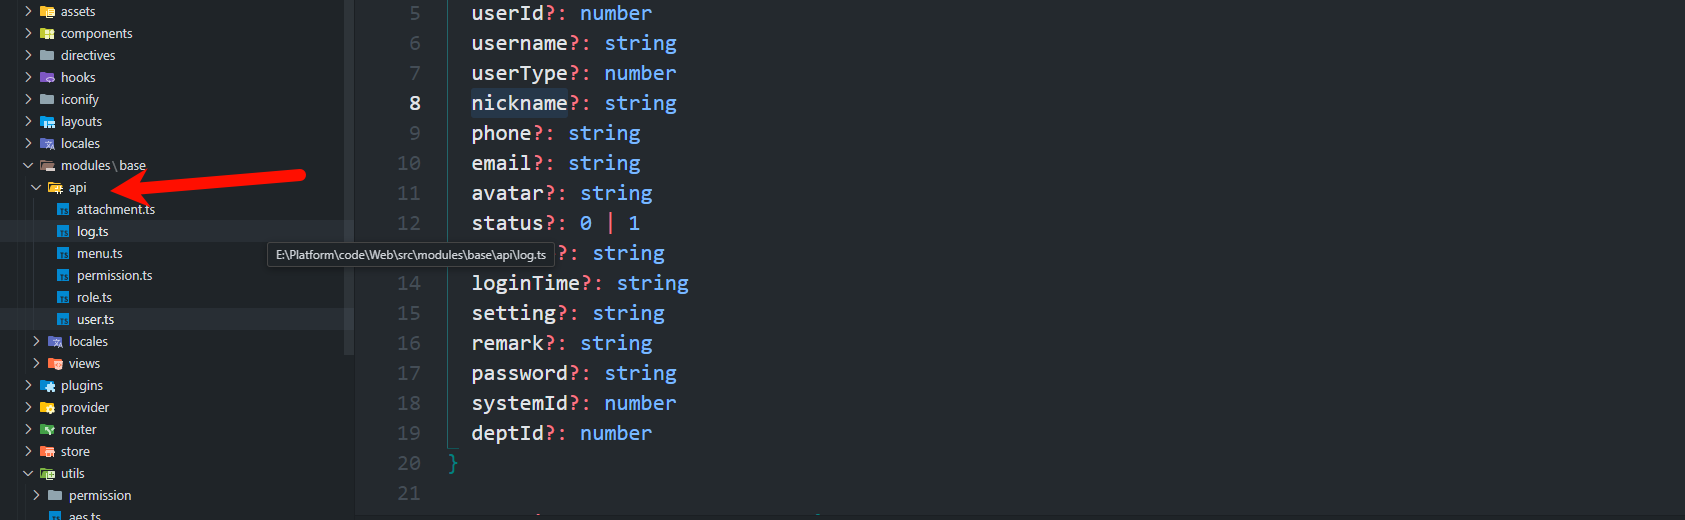 assets
components
directives
hooks
iconify
layouts
locales
modules\base
api
attachment.ts
log.ts
menu.ts
permission.ts
role.ts
user.ts
locales
views
plugins
provider
router
store
utils
permission
aes.ts
E:\Platform\code\Web\src\modules\base\api\log.ts
5 userId?: number
6 username?: string
7 userType?: number
8 nickname?: string
9 phone?: string
10 email?: string
11 avatar?: string
12 status?: 0 | 1
?: string
14 loginTime?: string
15 setting?: string
16 remark?: string
17 password?: string
18 systemId?: number
19 deptId?: number
20 }
21